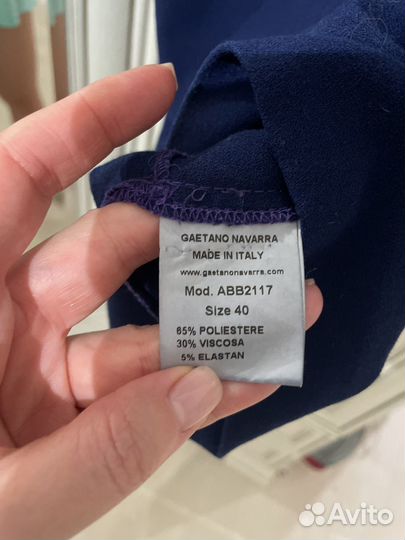 GAETANO NAVARRA
MADE IN ITALY
www.gaetanonavarra.com
Mod. ABB2117
Size 40
65% POLIESTERE
30% VISCOSA
5% ELASTAN
Avito